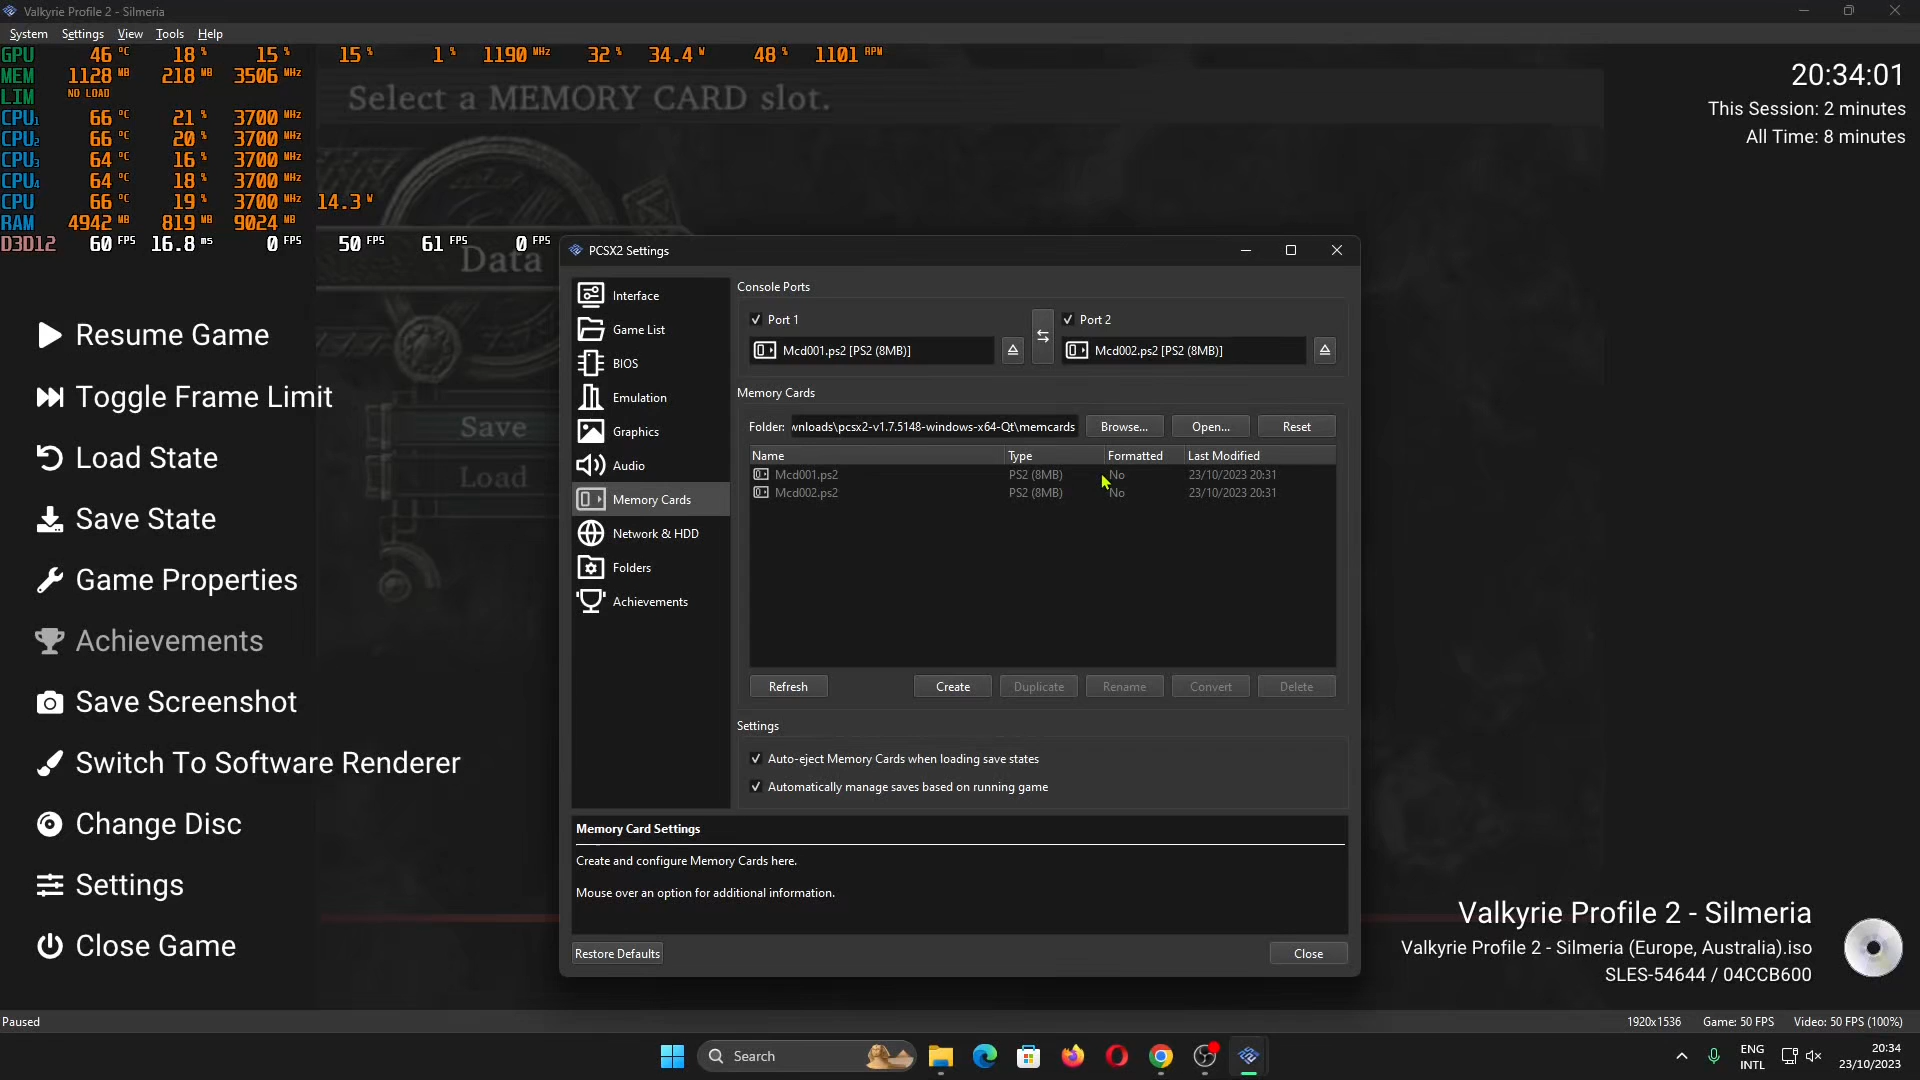 Valkyrie Profile 2 - Silmeria
System Settings View Tools Help
GPU 46 °C 18 % 15 % 15 % 1 % 1190 MHz 32 % 34.4 W 48 % 1101 RPM
MEM 1128 MB 218 MB 3506 MHz
LIM NO LOAD
CPU1 66 °C 21 % 3700 MHz
CPU2 66 °C 20 % 3700 MHz
CPU3 64 °C 16 % 3700 MHz
CPU4 64 °C 18 % 3700 MHz
CPU 66 °C 19 % 3700 MHz 14.3 W
RAM 4942 MB 819 MB 9024 MB
D3D12 60 FPS 16.8 ms 0 FPS 50 FPS 61 FPS 0 FPS
Select a MEMORY CARD slot.
20:34:01
This Session: 2 minutes
All Time: 8 minutes
Data
Save
Load
Resume Game
Toggle Frame Limit
Load State
Save State
Game Properties
Achievements
Save Screenshot
Switch To Software Renderer
Change Disc
Settings
Close Game
PCSX2 Settings
Interface
Game List
BIOS
Emulation
Graphics
Audio
Memory Cards
Network & HDD
Folders
Achievements
Console Ports
Port 1
Port 2
Mcd001.ps2 [PS2 (8MB)]
Mcd002.ps2 [PS2 (8MB)]
Memory Cards
Folder: wnloads\pcsx2-v1.7.5148-windows-x64-Qt\memcards Browse... Open... Reset
Name Type Formatted Last Modified
Mcd001.ps2 PS2 (8MB) No 23/10/2023 20:31
Mcd002.ps2 PS2 (8MB) No 23/10/2023 20:31
Refresh Create Duplicate Rename Convert Delete
Settings
Auto-eject Memory Cards when loading save states
Automatically manage saves based on running game
Memory Card Settings
Create and configure Memory Cards here.
Mouse over an option for additional information.
Restore Defaults Close
Valkyrie Profile 2 - Silmeria
Valkyrie Profile 2 - Silmeria (Europe, Australia).iso
SLES-54644 / 04CCB600
Paused 1920x1536 Game: 50 FPS Video: 50 FPS (100%)
Search
ENG
INTL
20:34
23/10/2023